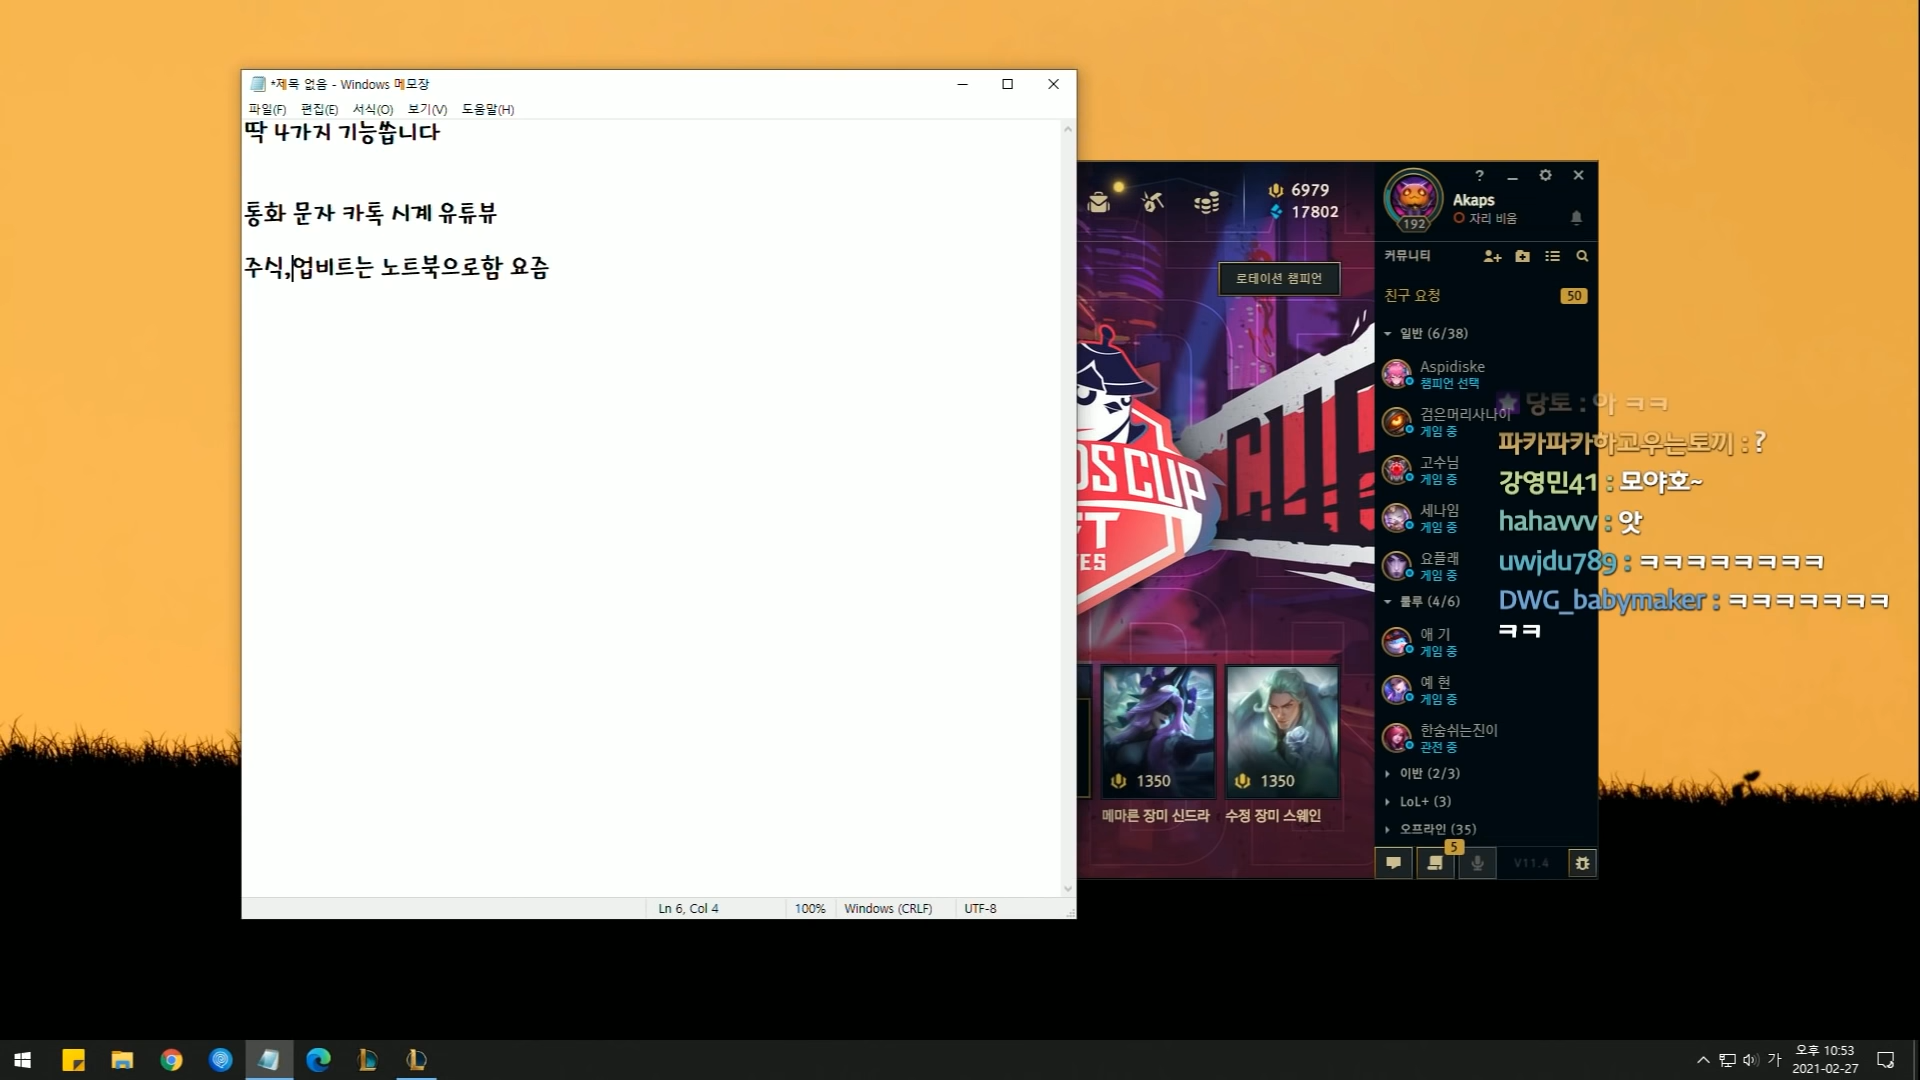 *제목 없음 - Windows 메모장
파일(F) 편집(E) 서식(O) 보기(V) 도움말(H)
딱 4가지 기능씁니다
통화 문자 카톡 시계 유튜뷰
주식,업비트는 노트북으로함 요즘
Ln 6, Col 4 100% Windows (CRLF) UTF-8
6979
17802
로테이션 챔피언
DS CUP
YES
1350
메마른 장미 신드라
1350
수정 장미 스웨인
192
Akaps
자리 비움
커뮤니티
친구 요청 50
일반 (6/38)
Aspidiske
챔피언 선택
검은머리사나이
게임 중
고수님
게임 중
세나임
게임 중
요플래
게임 중
룰루 (4/6)
애 기
게임 중
예 현
게임 중
한숨쉬는진이
관전 중
이반 (2/3)
LoL+ (3)
오프라인 (35)
5
V11.4
당토 : 아 ㅋㅋ
파카파카하고우는토끼 : ?
강영민41 : 모야호~
hahavvv : 앗
uwjdu789 : ㅋㅋㅋㅋㅋㅋㅋㅋ
DWG_babymaker : ㅋㅋㅋㅋㅋㅋㅋ
ㅋㅋ
가
오후 10:53
2021-02-27